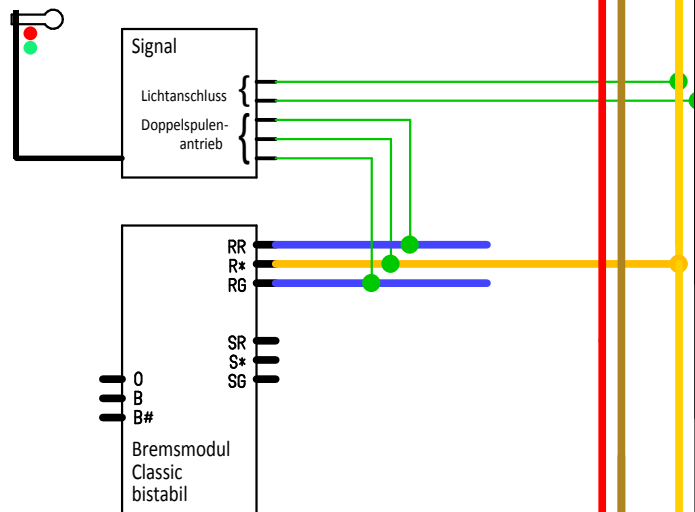 Signal
Lichtanschluss
Doppelspulen-
antrieb
RR
R*
RG
SR
S*
SG
0
B
B#
Bremsmodul
Classic
bistabil